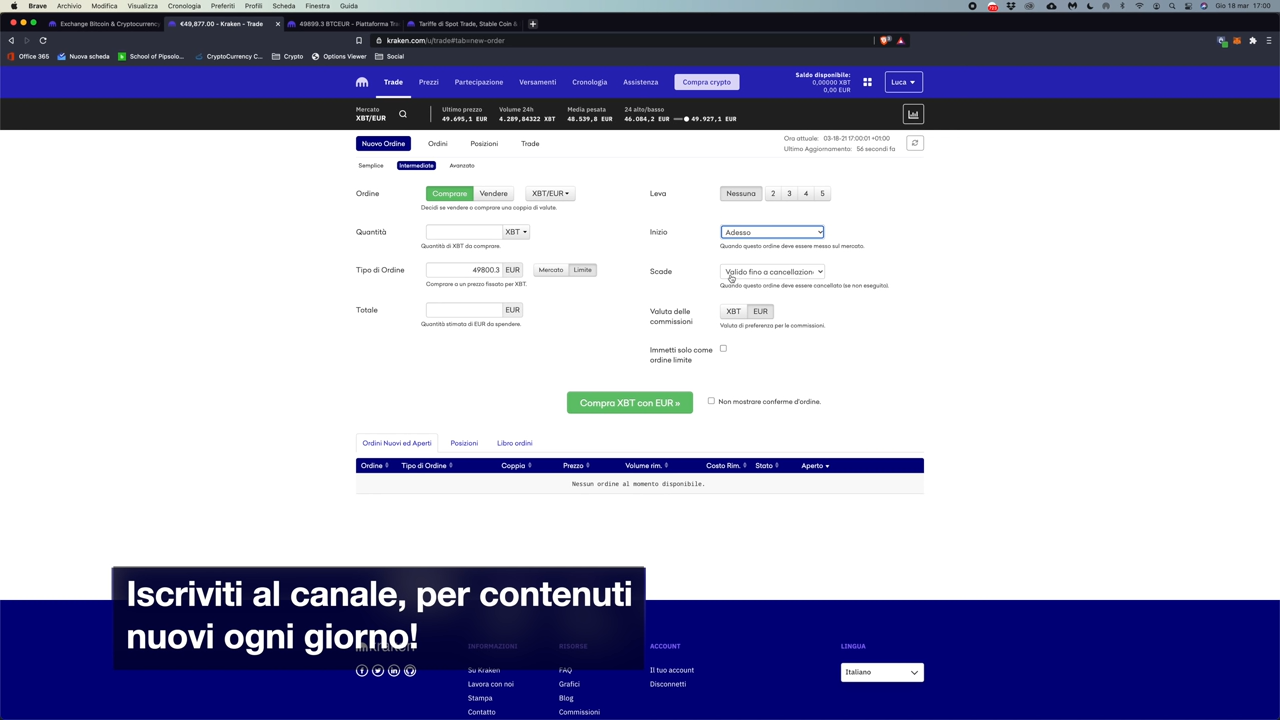 Brave Archivio Modifica Visualizza Cronologia Preferiti Profili Scheda Finestra Guida
Gio 18 mar 17:00
Exchange Bitcoin & Cryptocurrency
€49,877.00 - Kraken - Trade
49899.3 BTCEUR - Piattaforma Tra
Tariffe di Spot Trade, Stable Coin &
kraken.com/u/trade#tab=new-order
Office 365 Nuova scheda School of Pipsolo... CryptoCurrency C... Crypto Options Viewer Social
Trade Prezzi Partecipazione Versamenti Cronologia Assistenza Compra crypto
Saldo disponibile:
0,00000 XBT
0,00 EUR
Luca
Mercato
XBT/EUR
Ultimo prezzo
49.695,1 EUR
Volume 24h
4.289,84322 XBT
Media pesata
48.539,8 EUR
24 alto/basso
46.084,2 EUR 49.927,1 EUR
Nuovo Ordine Ordini Posizioni Trade
Ora attuale: 03-18-21 17:00:01 +01:00
Ultimo Aggiornamento: 56 secondi fa
Semplice Intermediate Avanzato
Ordine Comprare Vendere XBT/EUR
Decidi se vendere o comprare una coppia di valute.
Quantità XBT
Quantità di XBT da comprare.
Tipo di Ordine 49800.3 EUR Mercato Limite
Comprare a un prezzo fissato per XBT.
Totale EUR
Quantità stimata di EUR da spendere.
Leva Nessuna 2 3 4 5
Inizio Adesso
Quando questo ordine deve essere messo sul mercato.
Scade Valido fino a cancellazione
Quando questo ordine deve essere cancellato (se non eseguito).
Valuta delle
commissioni
XBT EUR
Valuta di preferenza per le commissioni.
Immetti solo come
ordine limite
Compra XBT con EUR »
Non mostrare conferme d'ordine.
Ordini Nuovi ed Aperti Posizioni Libro ordini
Ordine Tipo di Ordine Coppia Prezzo Volume rim. Costo Rim. Stato Aperto
Nessun ordine al momento disponibile.
Iscriviti al canale, per contenuti
nuovi ogni giorno!
INFORMAZIONI
Su Kraken
Lavora con noi
Stampa
Contatto
RISORSE
FAQ
Grafici
Blog
Commissioni
ACCOUNT
Il tuo account
Disconnetti
LINGUA
Italiano